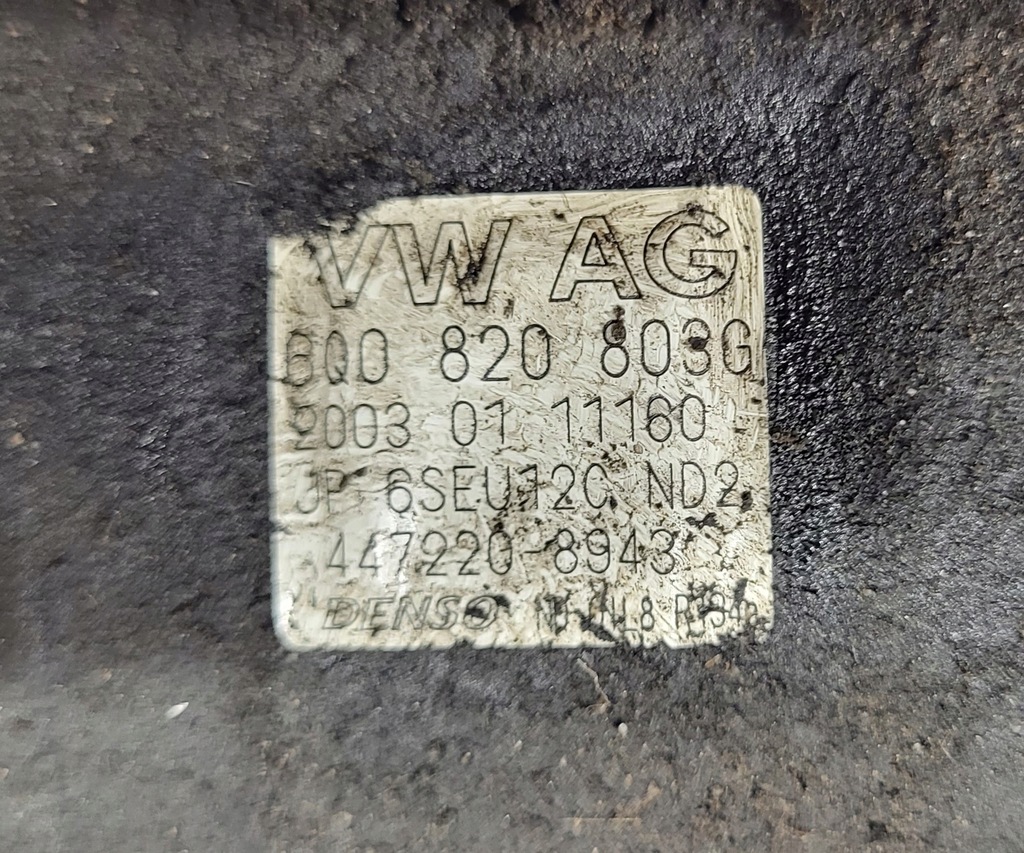 VW AG
6Q0 820 803G
2003 01 11160
JP 6SEU12C ND2
447220-8943
DENSO